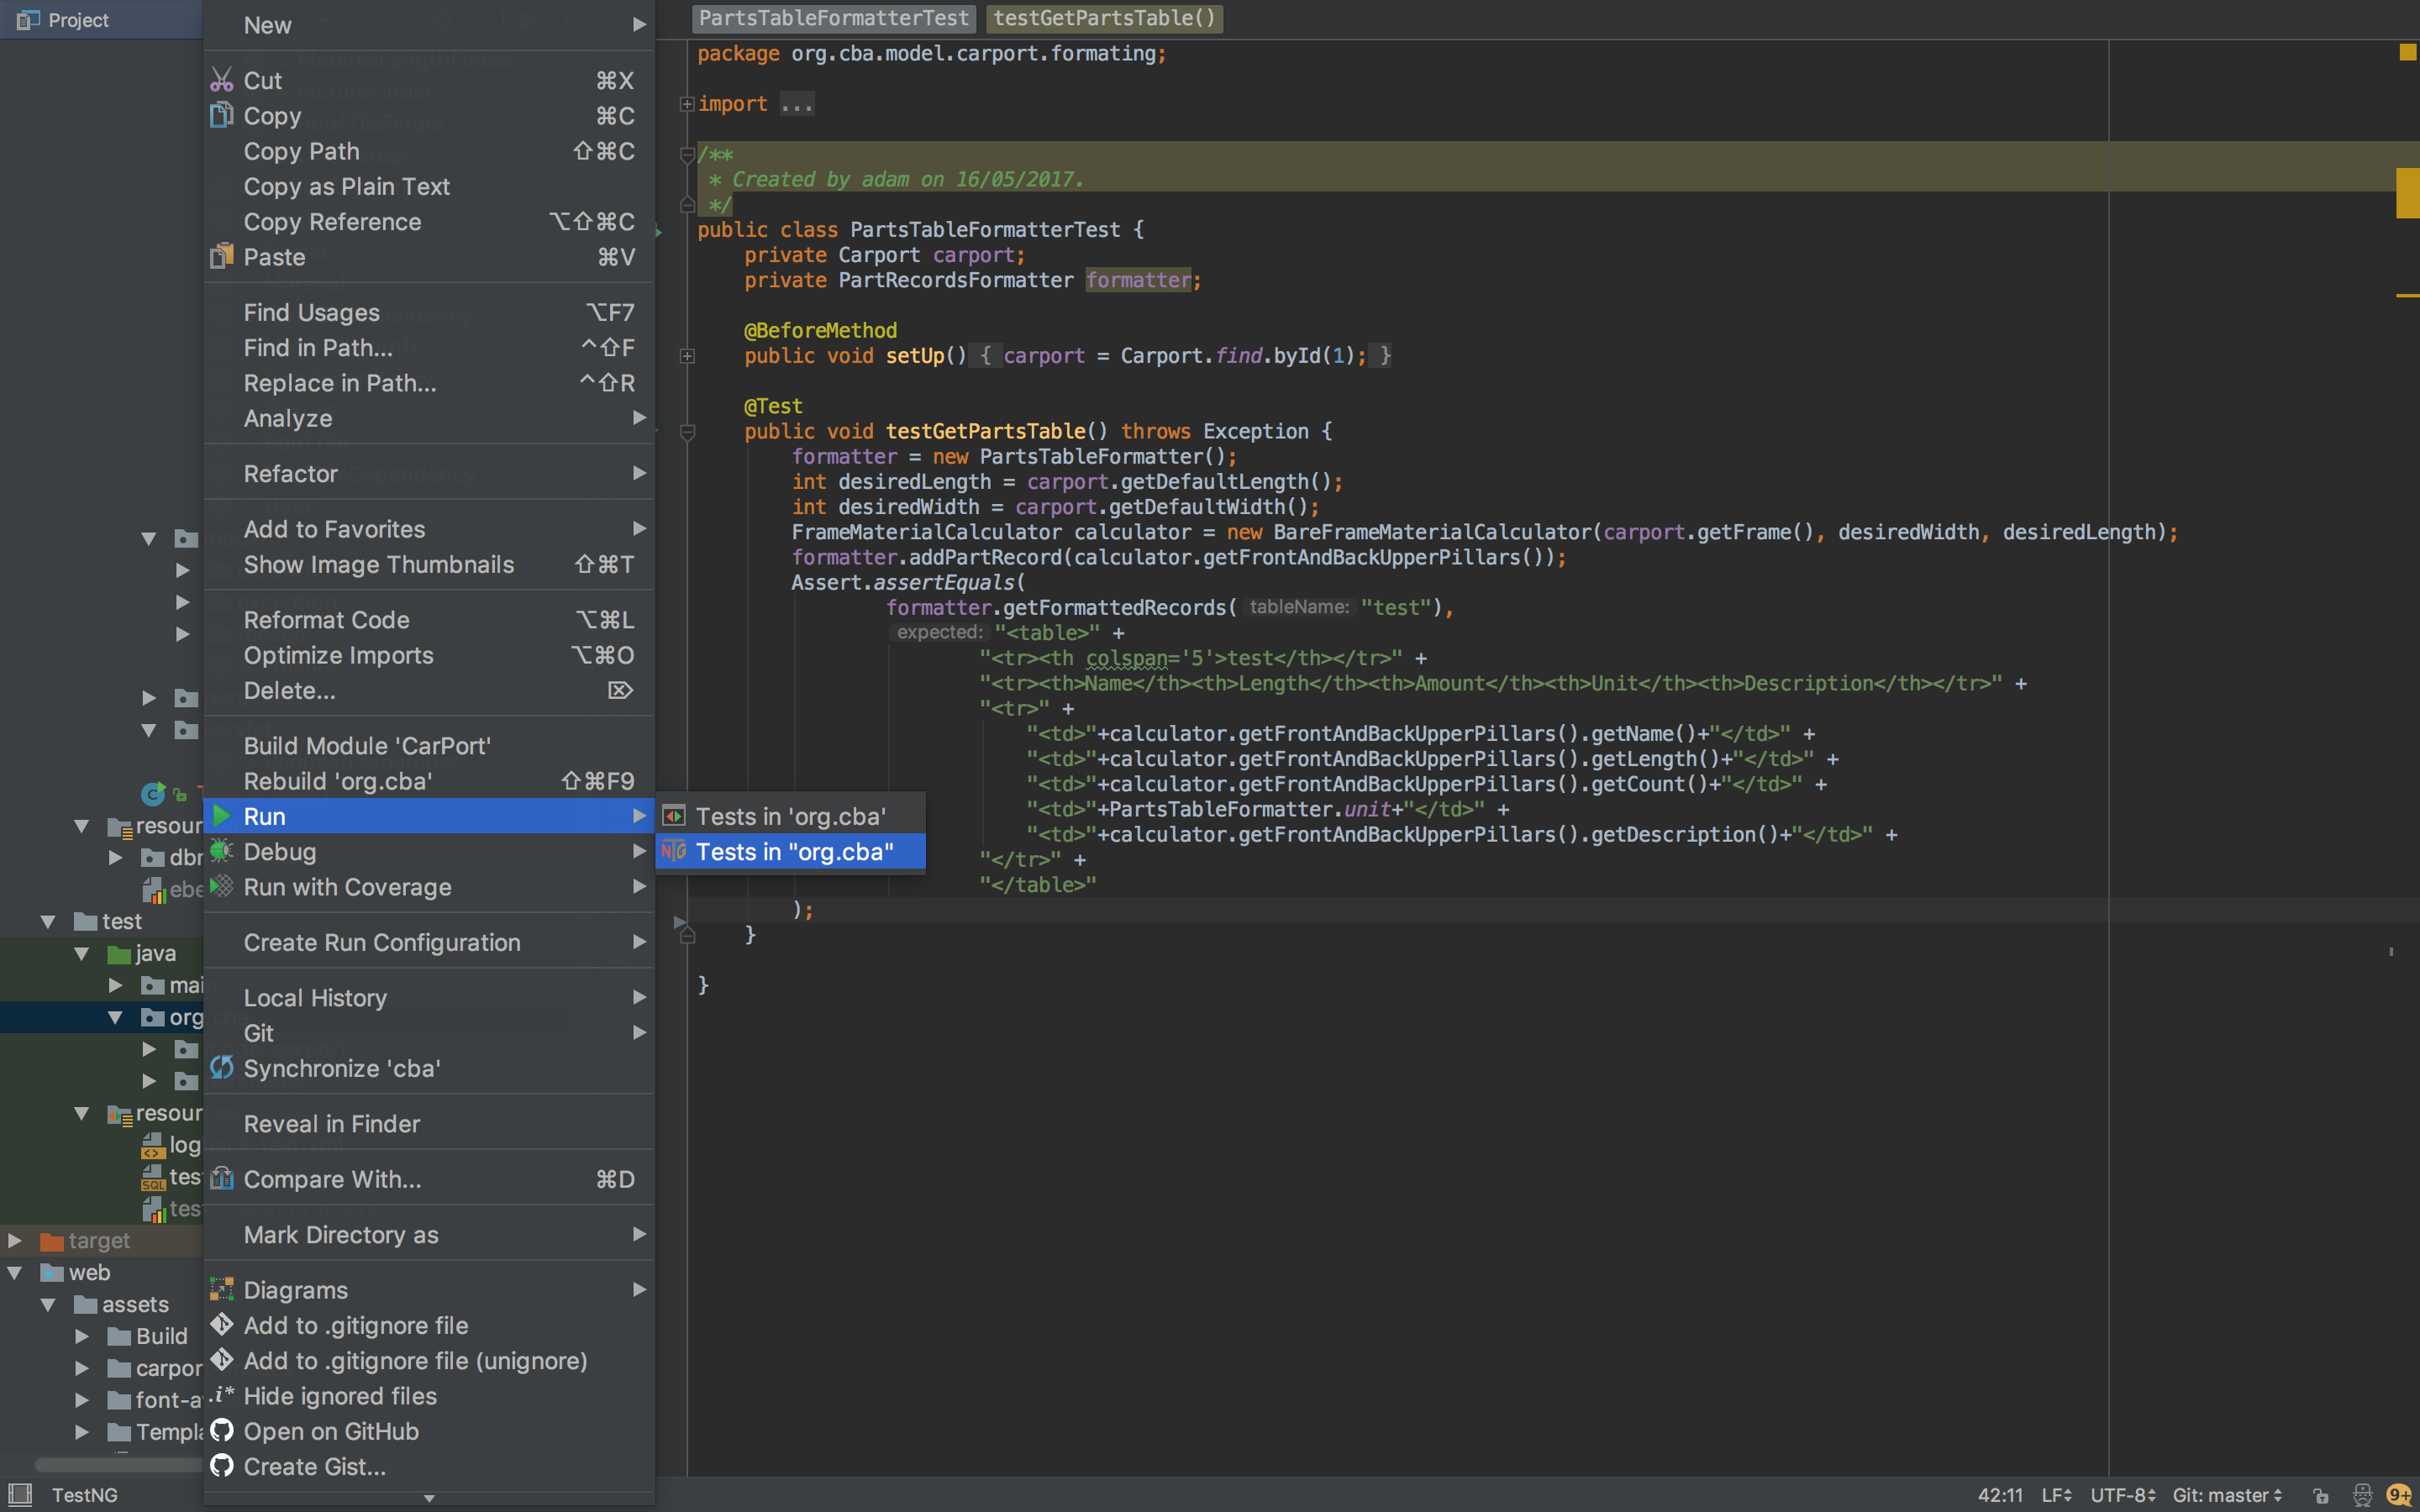 Project
resour
dbr
ebe
test
java
mai
org
resour
log
tes
tes
target
web
assets
Build
carpor
font-a
Templa
TestNG
New
Cut ⌘X
Copy ⌘C
Copy Path ⇧⌘C
Copy as Plain Text
Copy Reference ⌥⇧⌘C
Paste ⌘V
Find Usages ⌥F7
Find in Path... ^⇧F
Replace in Path... ^⇧R
Analyze
Refactor
Add to Favorites
Show Image Thumbnails ⇧⌘T
Reformat Code ⌥⌘L
Optimize Imports ⌥⌘O
Delete... ⌦
Build Module 'CarPort'
Rebuild 'org.cba' ⇧⌘F9
Run
Debug
Run with Coverage
Create Run Configuration
Local History
Git
Synchronize 'cba'
Reveal in Finder
Compare With... ⌘D
Mark Directory as
Diagrams
Add to .gitignore file
Add to .gitignore file (unignore)
.i* Hide ignored files
Open on GitHub
Create Gist...
Tests in 'org.cba'
Tests in "org.cba"
PartsTableFormatterTest testGetPartsTable()
package org.cba.model.carport.formating;
import ...
/**
* Created by adam on 16/05/2017.
*/
public class PartsTableFormatterTest {
private Carport carport;
private PartRecordsFormatter formatter;
@BeforeMethod
public void setUp() { carport = Carport.find.byId(1); }
@Test
public void testGetPartsTable() throws Exception {
formatter = new PartsTableFormatter();
int desiredLength = carport.getDefaultLength();
int desiredWidth = carport.getDefaultWidth();
FrameMaterialCalculator calculator = new BareFrameMaterialCalculator(carport.getFrame(), desiredWidth, desiredLength);
formatter.addPartRecord(calculator.getFrontAndBackUpperPillars());
Assert.assertEquals(
formatter.getFormattedRecords( tableName: "test"),
expected: "<table>" +
"<tr><th colspan='5'>test</th></tr>" +
"<tr><th>Name</th><th>Length</th><th>Amount</th><th>Unit</th><th>Description</th></tr>" +
"<tr>" +
"<td>"+calculator.getFrontAndBackUpperPillars().getName()+"</td>" +
"<td>"+calculator.getFrontAndBackUpperPillars().getLength()+"</td>" +
"<td>"+calculator.getFrontAndBackUpperPillars().getCount()+"</td>" +
"<td>"+PartsTableFormatter.unit+"</td>" +
"<td>"+calculator.getFrontAndBackUpperPillars().getDescription()+"</td>" +
"</tr>" +
"</table>"
);
}
}
42:11 LF UTF-8 Git: master 9+